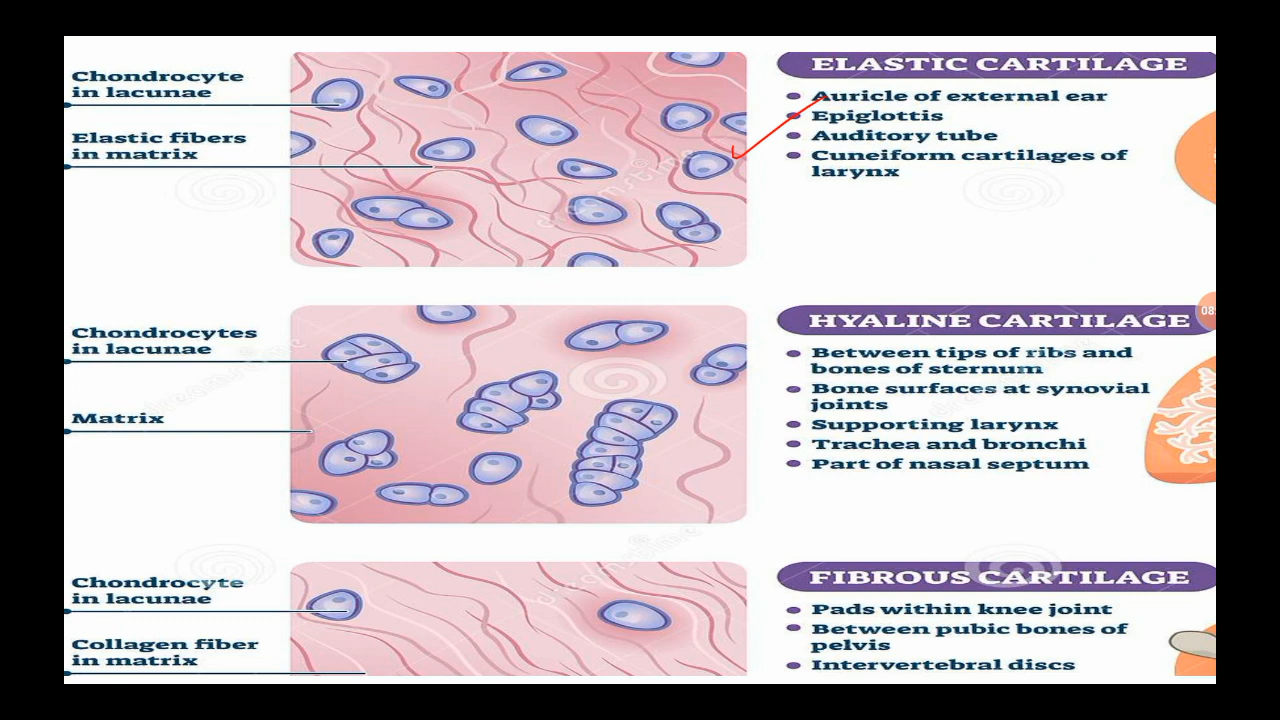 Chondrocyte
in lacunae
Elastic fibers
in matrix
ELASTIC CARTILAGE
Auricle of external ear
Epiglottis
Auditory tube
Cuneiform cartilages of
larynx
Chondrocytes
in lacunae
Matrix
HYALINE CARTILAGE
Between tips of ribs and
bones of sternum
Bone surfaces at synovial
joints
Supporting larynx
Trachea and bronchi
Part of nasal septum
08:
Chondrocyte
in lacunae
Collagen fiber
in matrix
FIBROUS CARTILAGE
Pads within knee joint
Between pubic bones of
pelvis
Intervertebral discs
dreamstime